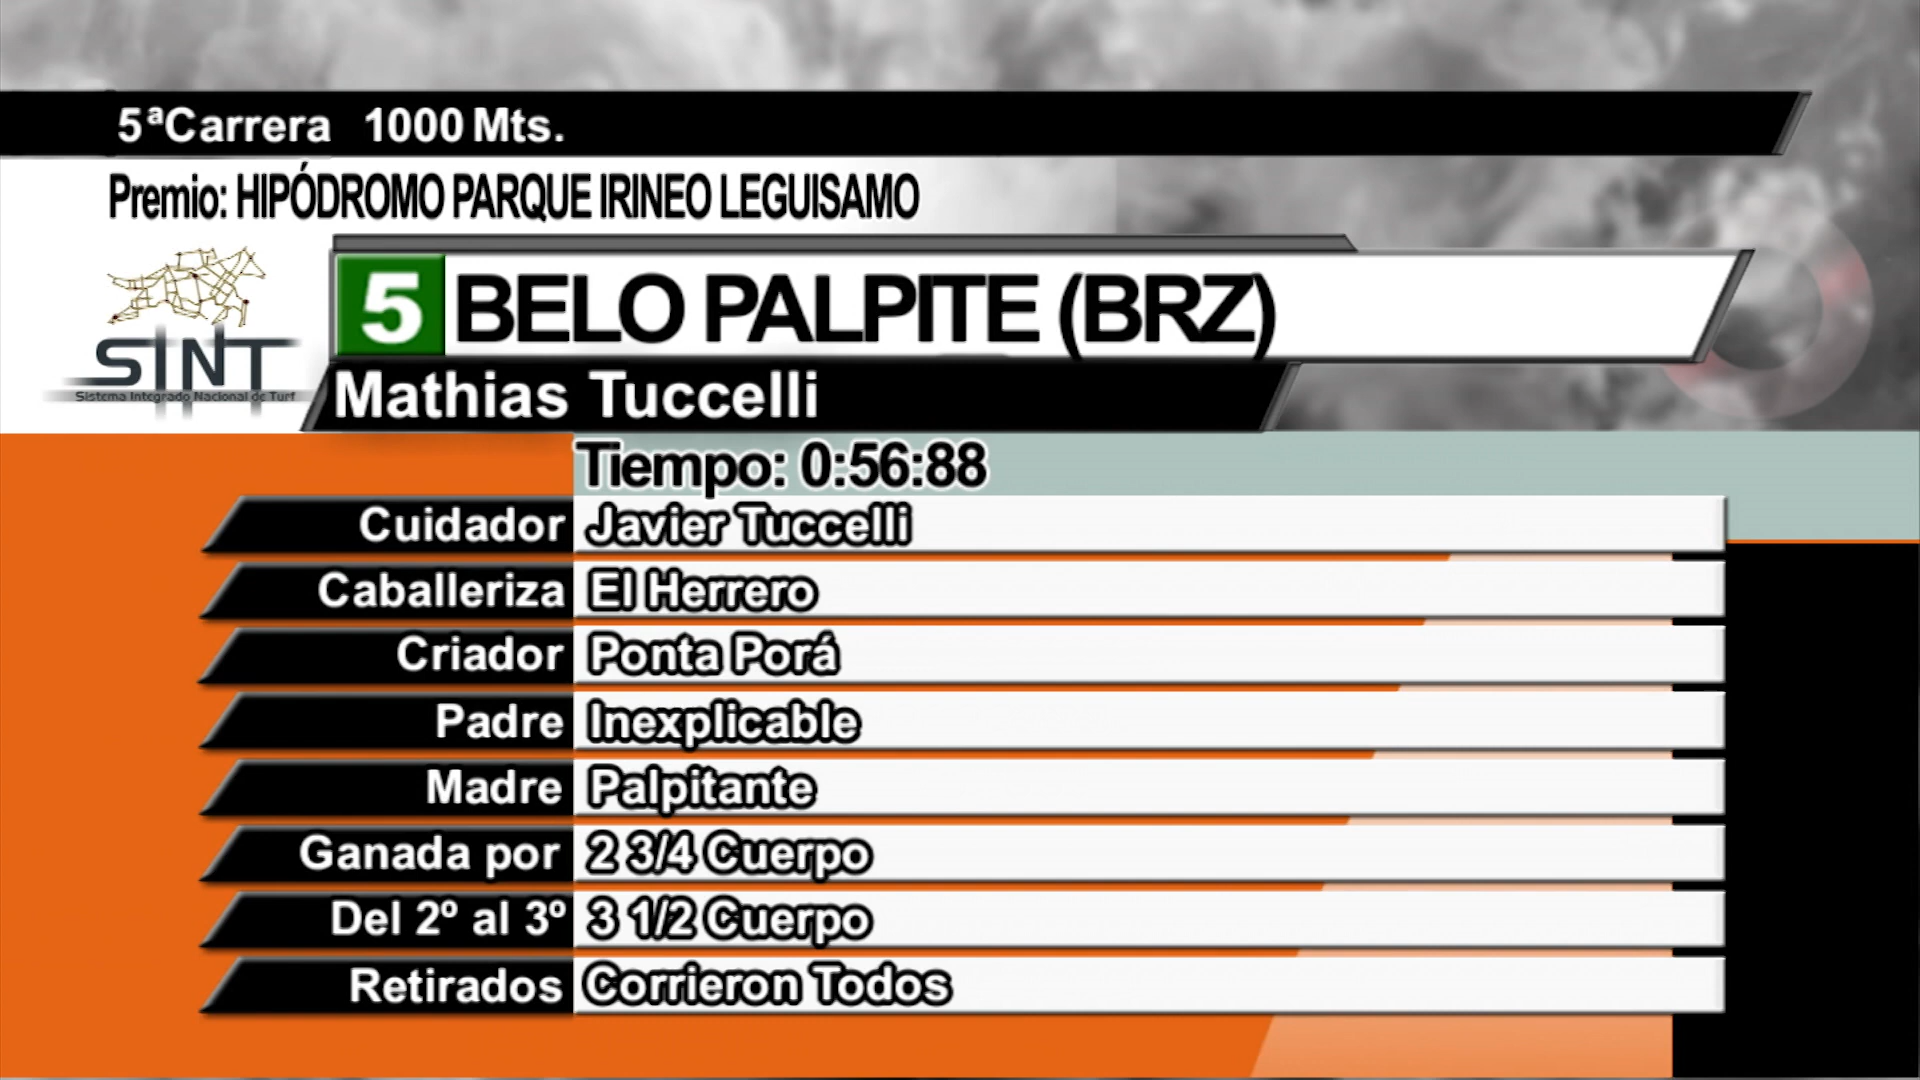 5ªCarrera 1000 Mts.
Premio: HIPÓDROMO PARQUE IRINEO LEGUISAMO
5 BELO PALPITE (BRZ)
SINT
Sistema Integrado Nacional de Turf
Mathias Tuccelli
Tiempo: 0:56:88
Cuidador Javier Tuccelli
Caballeriza El Herrero
Criador Ponta Porá
Padre Inexplicable
Madre Palpitante
Ganada por 2 3/4 Cuerpo
Del 2º al 3º 3 1/2 Cuerpo
Retirados Corrieron Todos